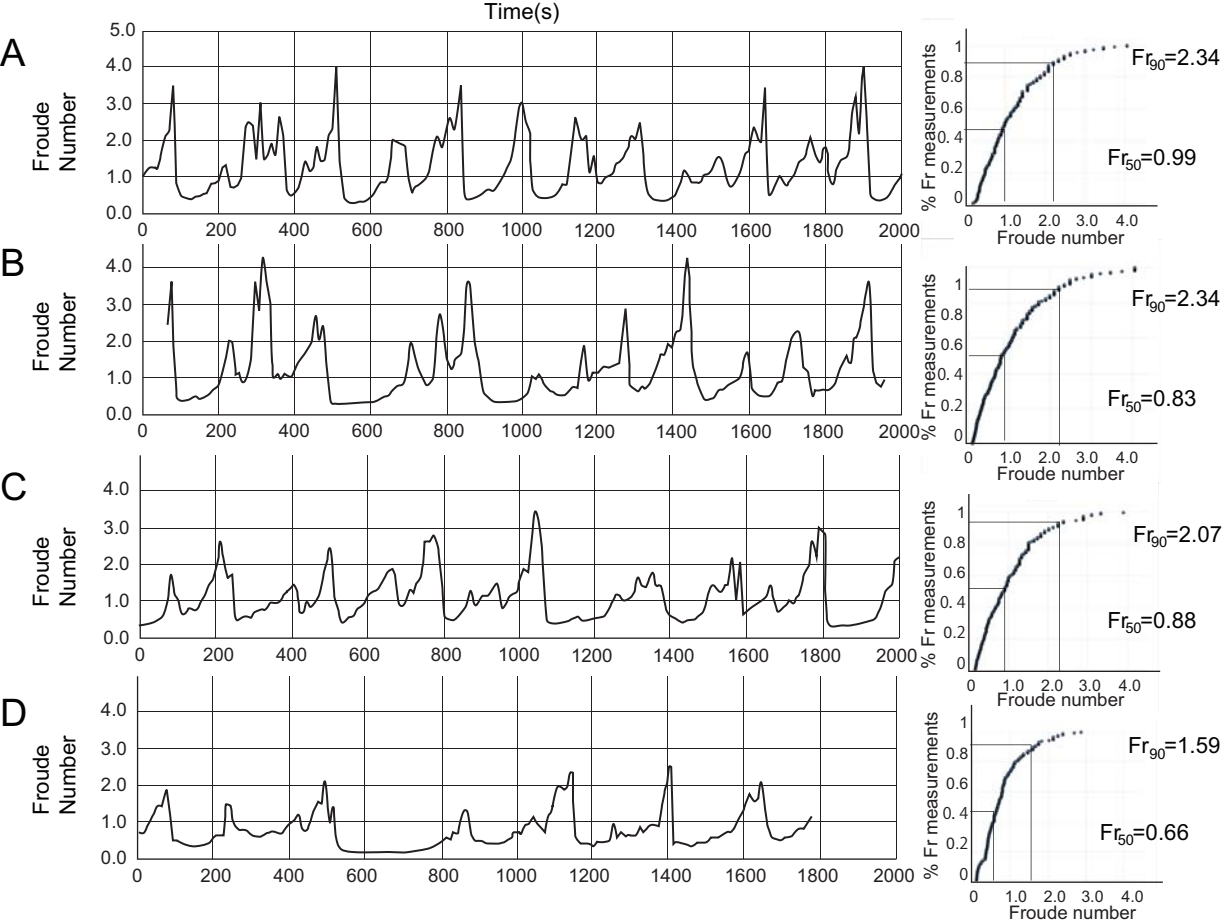 Time(s)
A
Froude
Number
5.0
4.0
3.0
2.0
1.0
0.0
0 200 400 600 800 1000 1200 1400 1600 1800 2000
% Fr measurements
1
0.8
0.6
0.4
0.2
0
0 1.0 2.0 3.0 4.0
Froude number
Fr90=2.34
Fr50=0.99
B
Froude
Number
4.0
3.0
2.0
1.0
0.0
0 200 400 600 800 1000 1200 1400 1600 1800 2000
% Fr measurements
1
0.8
0.6
0.4
0.2
0
0 1.0 2.0 3.0 4.0
Froude number
Fr90=2.34
Fr50=0.83
C
Froude
Number
4.0
3.0
2.0
1.0
0.0
0 200 400 600 800 1000 1200 1400 1600 1800 2000
% Fr measurements
1
0.8
0.6
0.4
0.2
0
0 1.0 2.0 3.0 4.0
Froude number
Fr90=2.07
Fr50=0.88
D
Froude
Number
4.0
3.0
2.0
1.0
0.0
0 200 400 600 800 1000 1200 1400 1600 1800 2000
% Fr measurements
1
0.8
0.6
0.4
0.2
0
0 1.0 2.0 3.0 4.0
Froude number
Fr90=1.59
Fr50=0.66